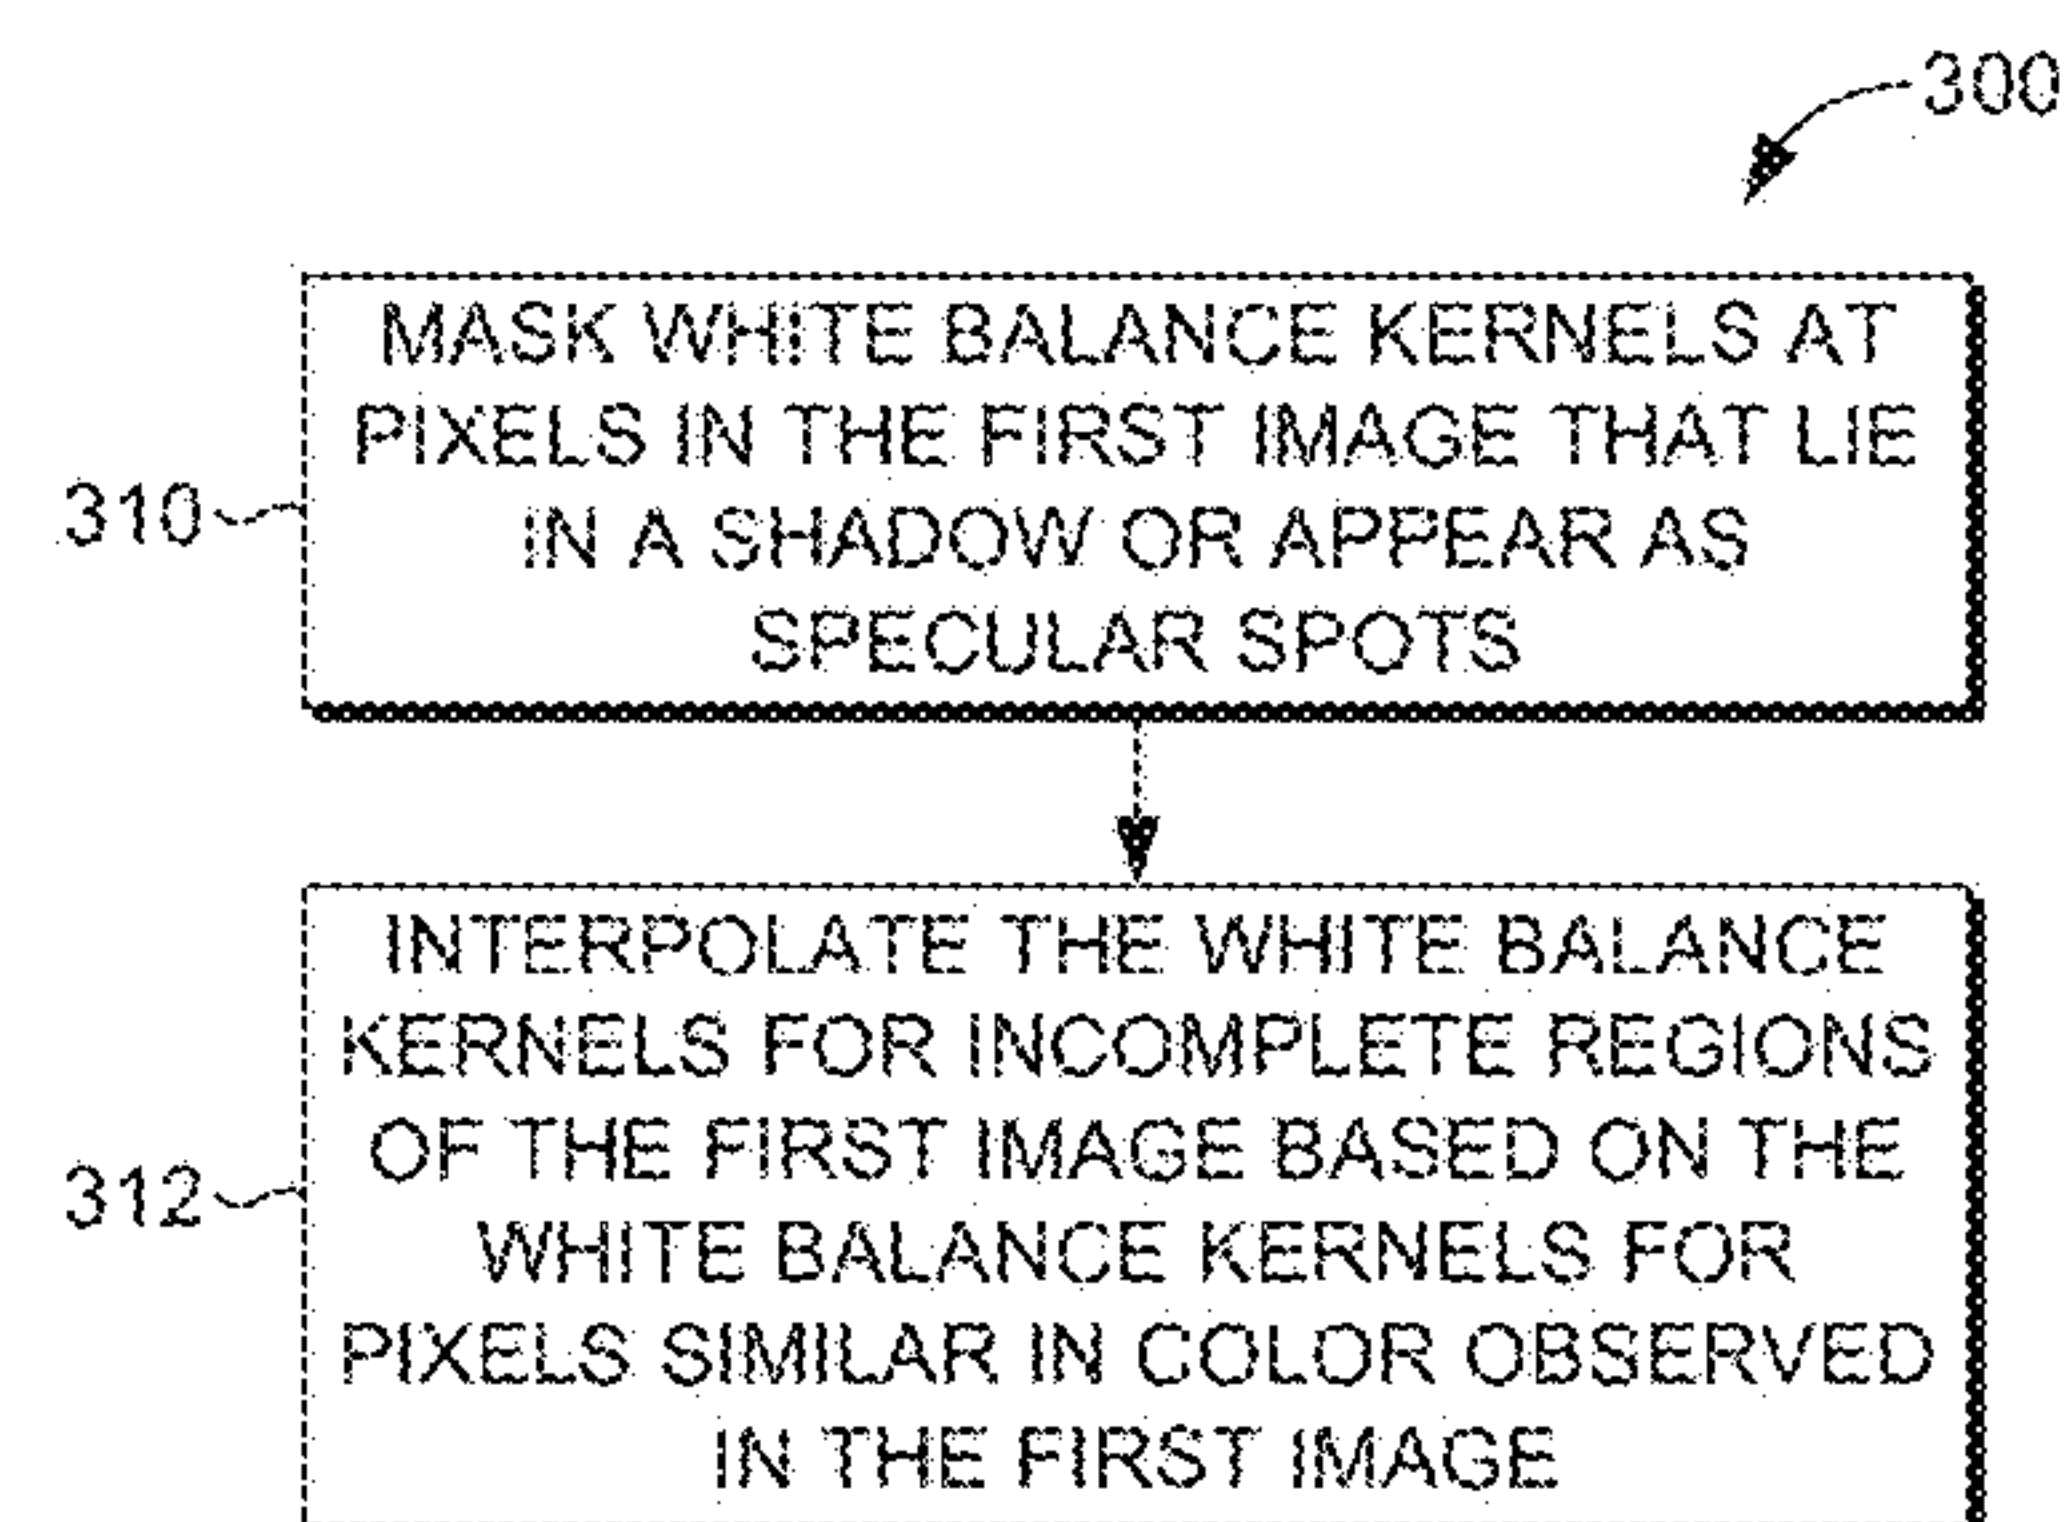 300
310
MASK WHITE BALANCE KERNELS AT
PIXELS IN THE FIRST IMAGE THAT LIE
IN A SHADOW OR APPEAR AS
SPECULAR SPOTS
312
INTERPOLATE THE WHITE BALANCE
KERNELS FOR INCOMPLETE REGIONS
OF THE FIRST IMAGE BASED ON THE
WHITE BALANCE KERNELS FOR
PIXELS SIMILAR IN COLOR OBSERVED
IN THE FIRST IMAGE